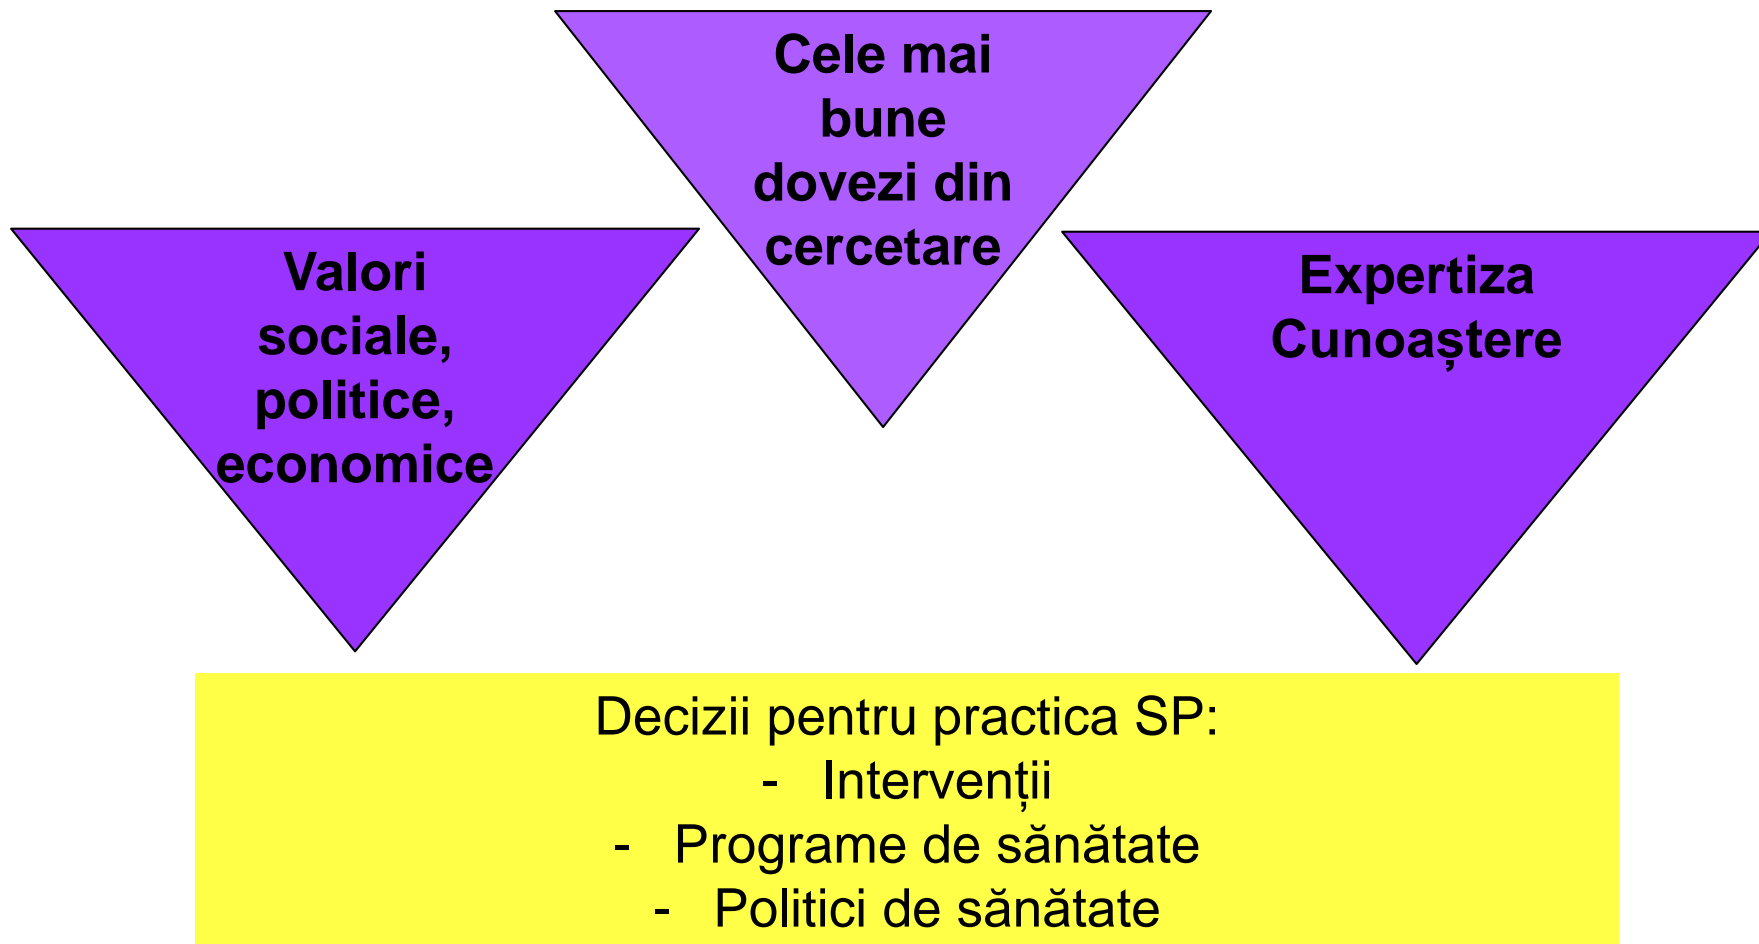 Cele mai
bune
dovezi din
cercetare
Valori
sociale,
politice,
economice
Expertiza
Cunoaștere
Decizii pentru practica SP:
- Intervenții
- Programe de sănătate
- Politici de sănătate